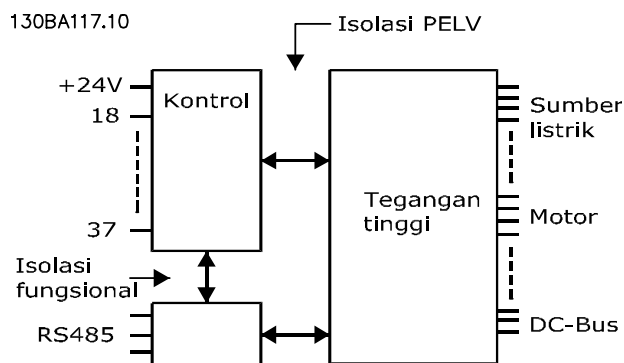 130BA117.10
Isolasi PELV
+24V
18
37
Kontrol
Tegangan
tinggi
Sumber
listrik
Motor
DC-Bus
Isolasi
fungsional
RS485